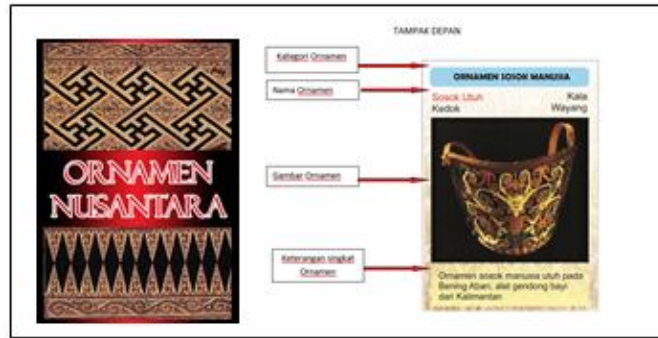 ORNAMEN
NUSANTARA
TAMPAK DEPAN
Kategori Ornamen
Nama Ornamen
Gambar Ornamen
Keterangan singkat
Ornamen
ORNAMEN SOSOK MANUSIA
Sosok Utuh Kala
Kedok Wayang
Ornamen sosok manusia utuh pada
Bening Aban, alat gendong bayi
dari Kalimantan